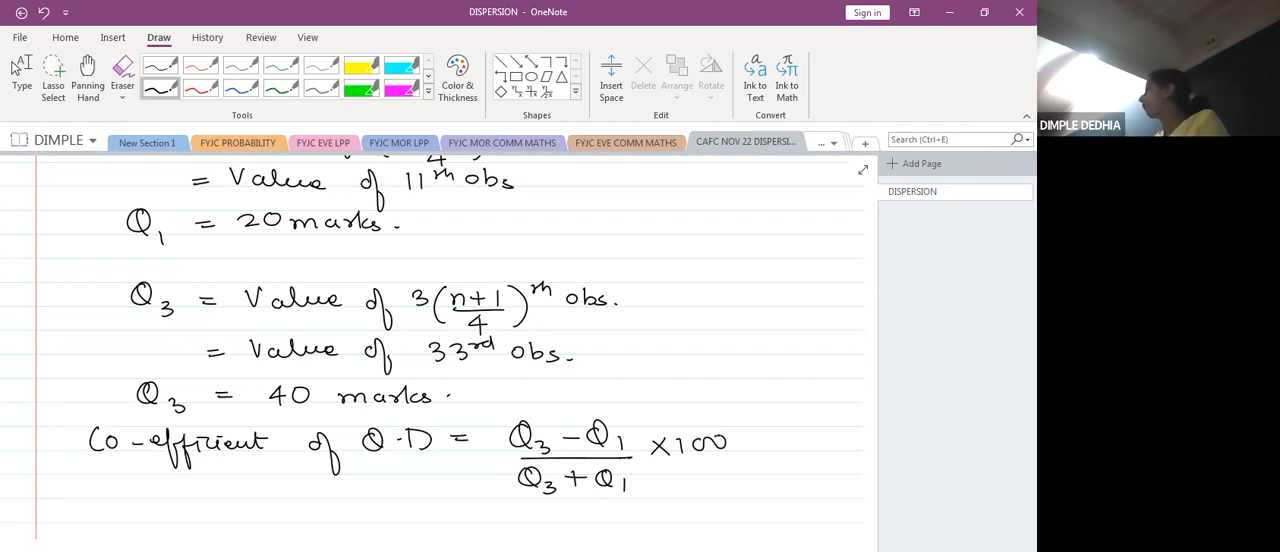 DISPERSION - OneNote
Sign in
File Home Insert Draw History Review View
Type Lasso Select Panning Hand Eraser Color & Thickness Insert Space Delete Arrange Rotate Ink to Text Ink to Math
Tools Shapes Edit Convert
DIMPLE New Section 1 FYJC PROBABILITY FYJC EVE LPP FYJC MOR LPP FYJC MOR COMM MATHS FYJC EVE COMM MATHS CAFC NOV 22 DISPERSI... ... + Search (Ctrl+E)
+ Add Page
DISPERSION
DIMPLE DEDHIA
= Value of 11th obs
Q1 = 20 marks.
Q3 = Value of 3(n+1/4)th obs.
= Value of 33rd obs.
Q3 = 40 marks.
Co-efficient of Q.D = Q3 - Q1 / Q3 + Q1 × 100